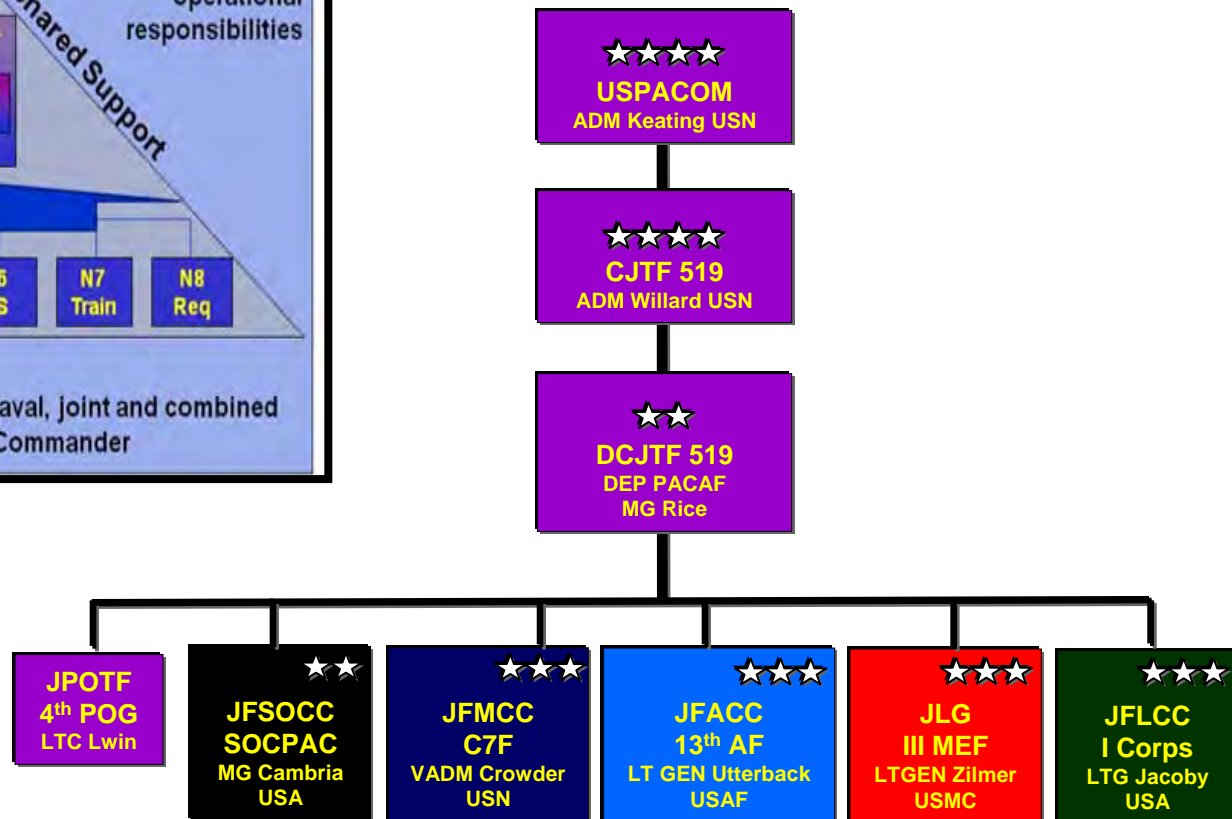 operational
responsibilities
Shared Support
N7
Train
N8
Req
joint and combined
Commander
USPACOM
ADM Keating USN
CJTF 519
ADM Willard USN
DCJTF 519
DEP PACAF
MG Rice
JPOTF
4th POG
LTC Lwin
JFSOCC
SOCPAC
MG Cambria
USA
JFMCC
C7F
VADM Crowder
USN
JFACC
13th AF
LT GEN Utterback
USAF
JLG
III MEF
LTGEN Zilmer
USMC
JFLCC
I Corps
LTG Jacoby
USA